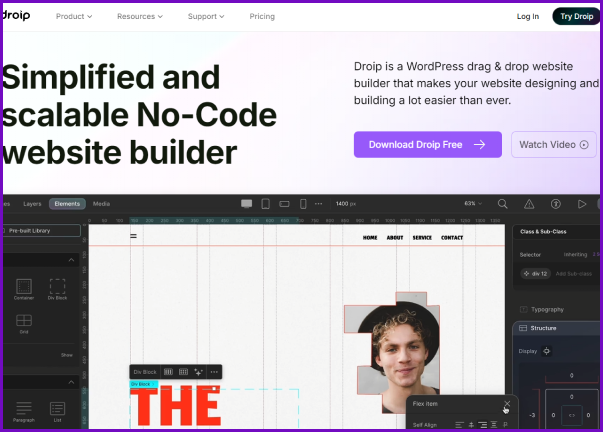 droip Product Resources Support Pricing Log In Try Droip
Simplified and
scalable No-Code
website builder
Droip is a WordPress drag & drop website
builder that makes your website designing and
building a lot easier than ever.
Download Droip Free
Watch Video
Layers Elements Media 1400 px 63%
Pre-built Library
Container Div Block
Grid
Show
Paragraph List
HOME ABOUT SERVICE CONTACT
Div Block
Div Block
THE
Flex item
Self Align
Class & Sub-Class
Selector Inheriting
div 12 Add Sub-class
Typography
Structure
Display
0
0
-3 0 0